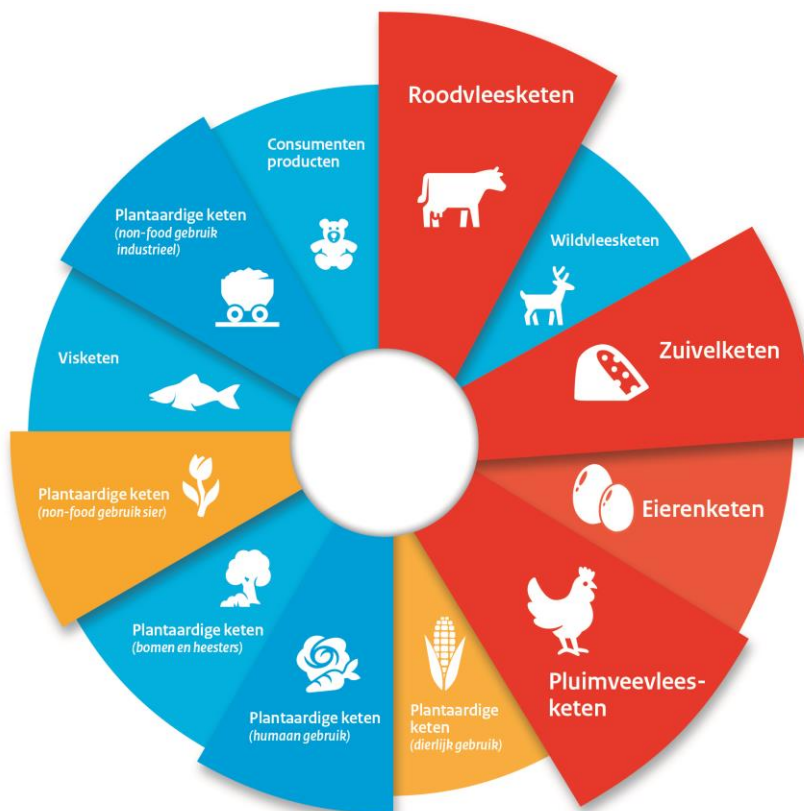 Roodvleesketen
Wildvleesketen
Zuivelketen
Eierenketen
Pluimveevlees-
keten
Plantaardige
keten
(dierlijk gebruik)
Plantaardige keten
(humaan gebruik)
Plantaardige keten
(bomen en heesters)
Plantaardige keten
(non-food gebruik sier)
Visketen
Plantaardige keten
(non-food gebruik
industrieel)
Consumenten
producten